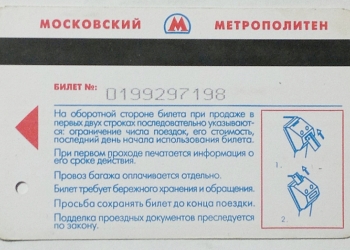 МОСКОВСКИЙ М МЕТРОПОЛИТЕН
БИЛЕТ №: 0199297198
На оборотной стороне билета при продаже в
первых двух строках последовательно указывают-
ся: ограничение числа поездок, его стоимость,
последний день начала использования билета.
При первом проходе печатается информация о
его сроке действия.
Провоз багажа оплачивается отдельно.
Билет требует бережного хранения и обращения.
Просьба сохранять билет до конца поездки.
Подделка проездных документов преследуется
по закону.
1.
2.